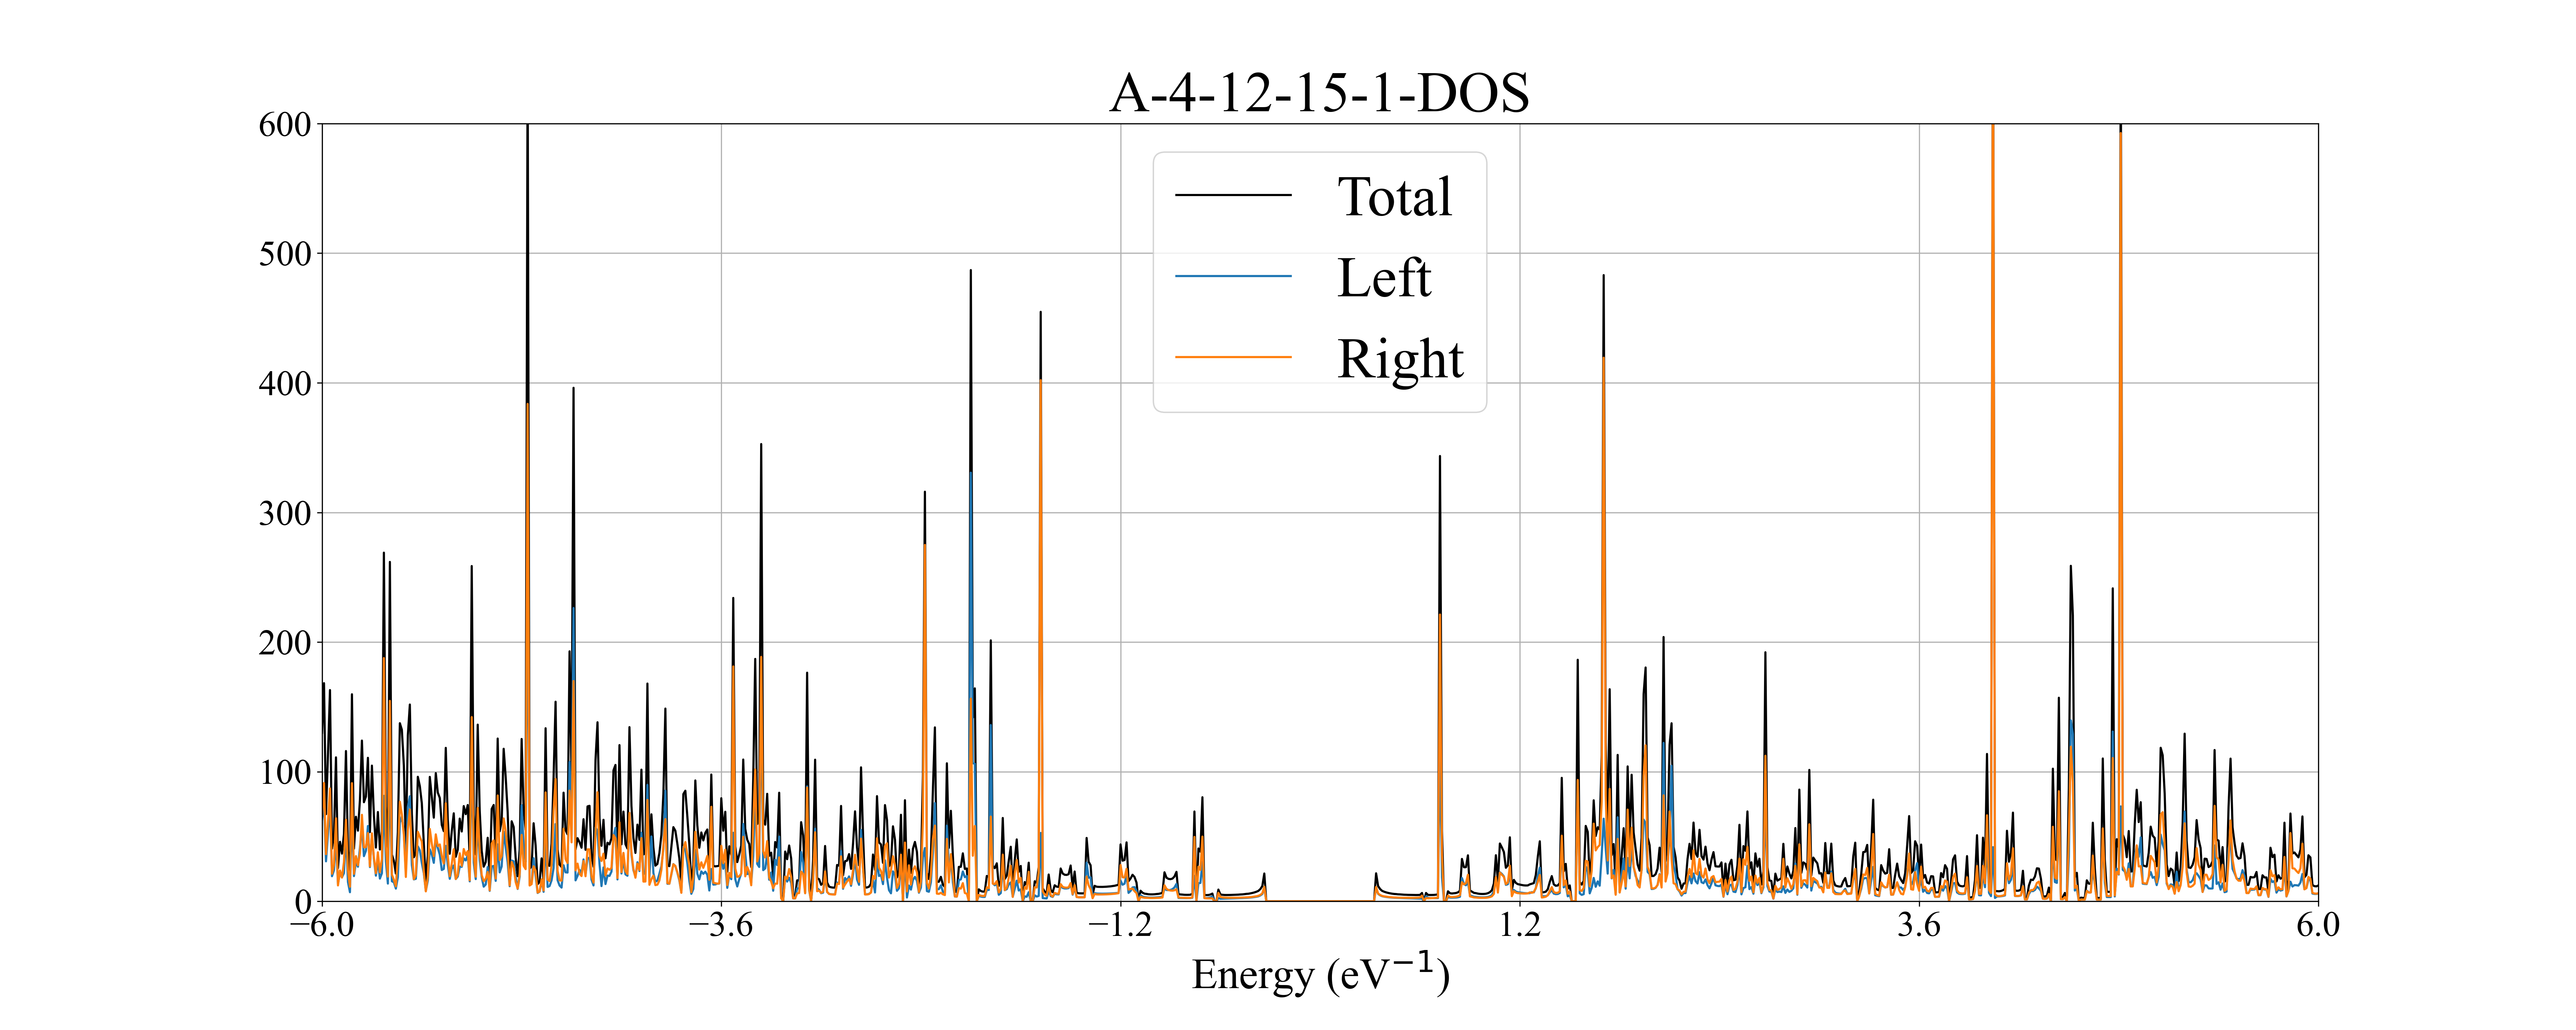 A-4-12-15-1-DOS
600
500
400
300
200
100
0
Total
Left
Right
−6.0 −3.6 −1.2 1.2 3.6 6.0
Energy (eV⁻¹)